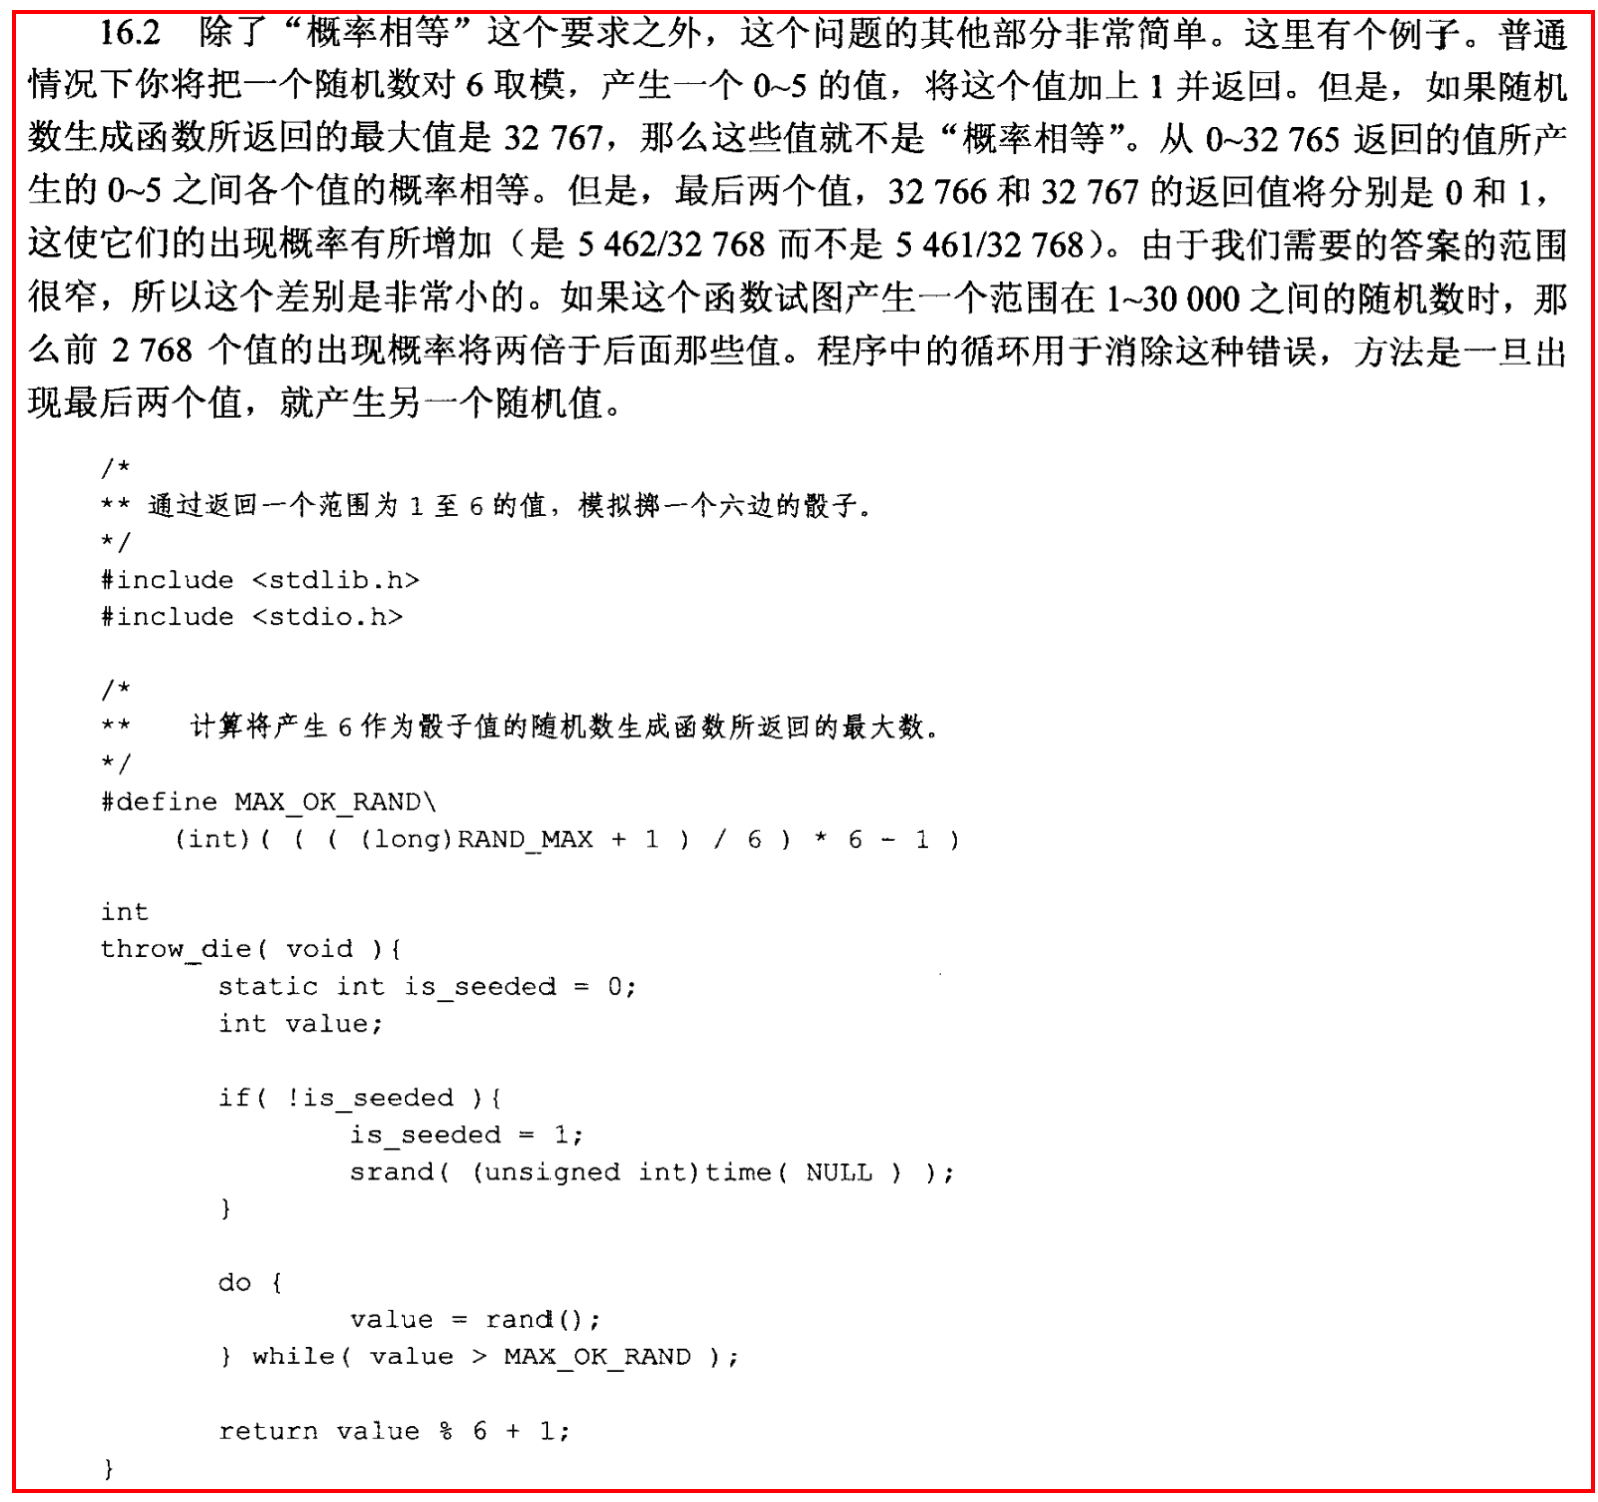 16.2 除了“概率相等”这个要求之外，这个问题的其他部分非常简单。这里有个例子。普通
情况下你将把一个随机数对 6 取模，产生一个 0~5 的值，将这个值加上 1 并返回。但是，如果随机
数生成函数所返回的最大值是 32 767，那么这些值就不是“概率相等”。从 0~32 765 返回的值所产
生的 0~5 之间各个值的概率相等。但是，最后两个值，32 766 和 32 767 的返回值将分别是 0 和 1，
这使它们的出现概率有所增加（是 5 462/32 768 而不是 5 461/32 768）。由于我们需要的答案的范围
很窄，所以这个差别是非常小的。如果这个函数试图产生一个范围在 1~30 000 之间的随机数时，那
么前 2 768 个值的出现概率将两倍于后面那些值。程序中的循环用于消除这种错误，方法是一旦出
现最后两个值，就产生另一个随机值。
/*
** 通过返回一个范围为 1 至 6 的值，模拟掷一个六边的骰子。
*/
#include <stdlib.h>
#include <stdio.h>
/*
** 计算将产生 6 作为骰子值的随机数生成函数所返回的最大数。
*/
#define MAX_OK_RAND\
(int)( ( ( (long)RAND_MAX + 1 ) / 6 ) * 6 - 1 )
int
throw_die( void ){
static int is_seeded = 0;
int value;
if( !is_seeded ){
is_seeded = 1;
srand( (unsigned int)time( NULL ) );
}
do {
value = rand();
} while( value > MAX_OK_RAND );
return value % 6 + 1;
}